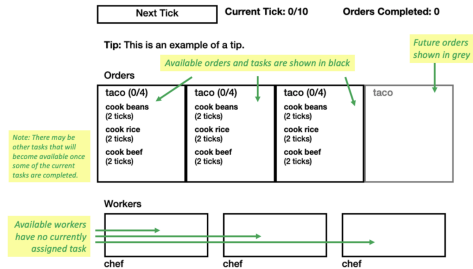 Next Tick
Current Tick: 0/10
Orders Completed: 0
Tip: This is an example of a tip.
Future orders
shown in grey
Available orders and tasks are shown in black
Orders
taco (0/4)
cook beans
(2 ticks)
cook rice
(2 ticks)
cook beef
(2 ticks)
taco (0/4)
cook beans
(2 ticks)
cook rice
(2 ticks)
cook beef
(2 ticks)
taco (0/4)
cook beans
(2 ticks)
cook rice
(2 ticks)
cook beef
(2 ticks)
taco
Note: There may be
other tasks that will
become available once
some of the current
tasks are completed.
Workers
Available workers
have no currently
assigned task
chef
chef
chef